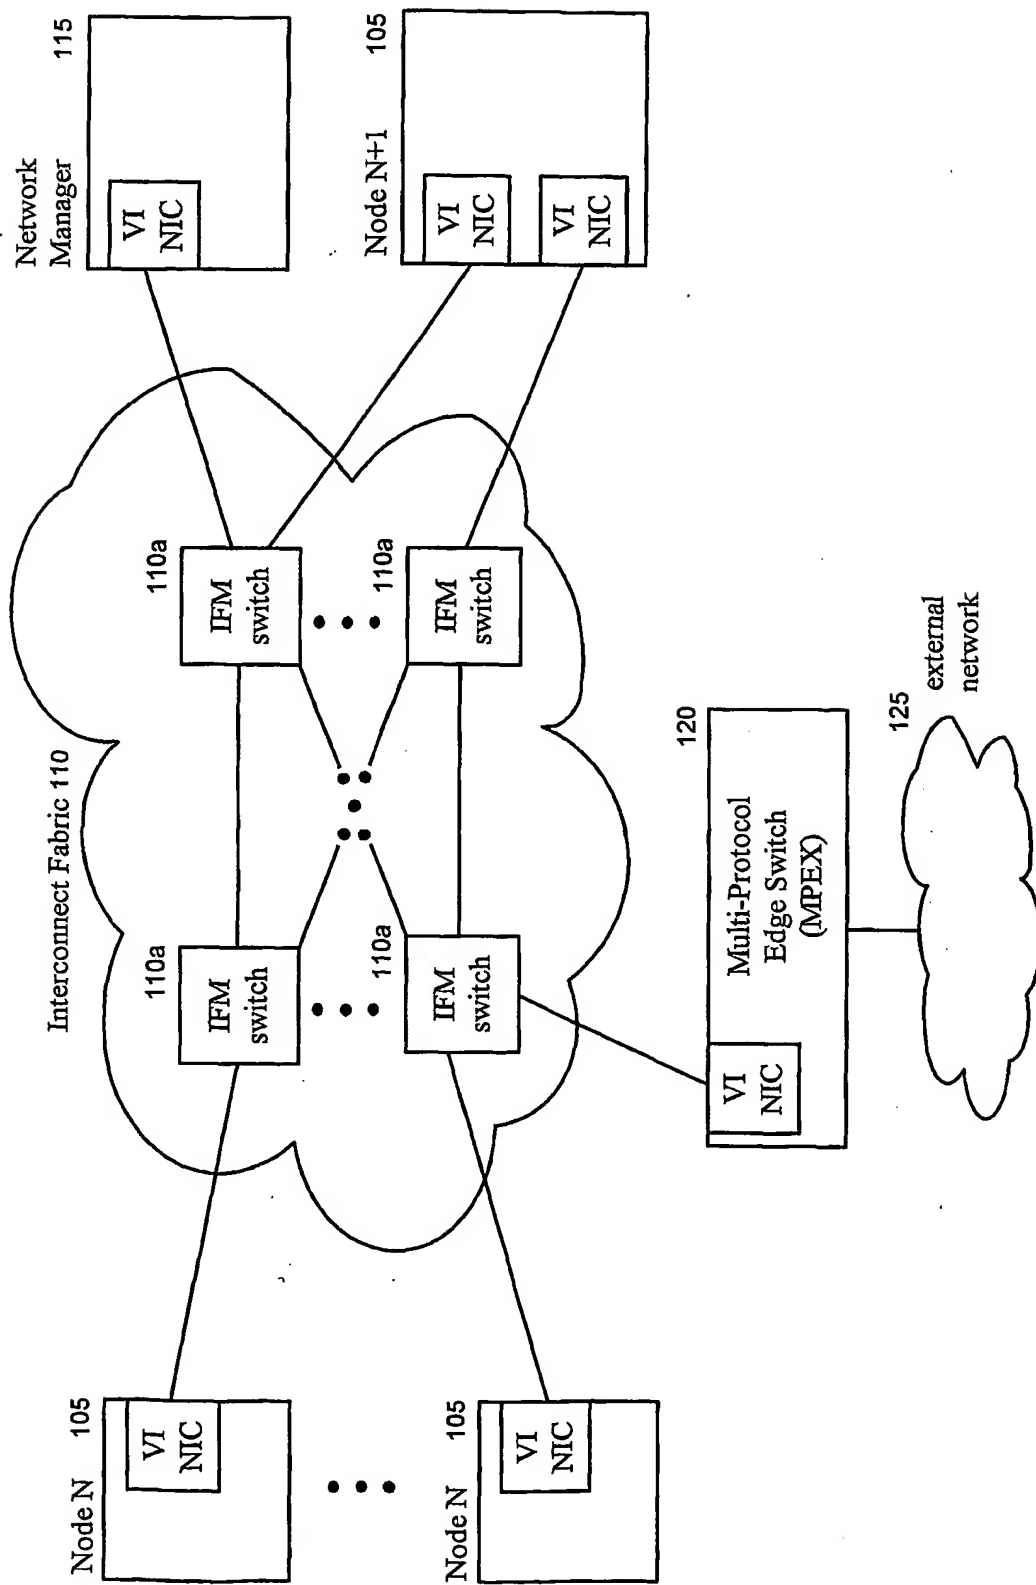 Network
Manager
115
VI
NIC
Node N+1
105
VI
NIC
VI
NIC
Interconnect Fabric 110
110a
IFM
switch
110a
IFM
switch
110a
IFM
switch
110a
IFM
switch
Node N
105
VI
NIC
Node N
105
VI
NIC
120
Multi-Protocol
Edge Switch
(MPEX)
VI
NIC
125
external
network